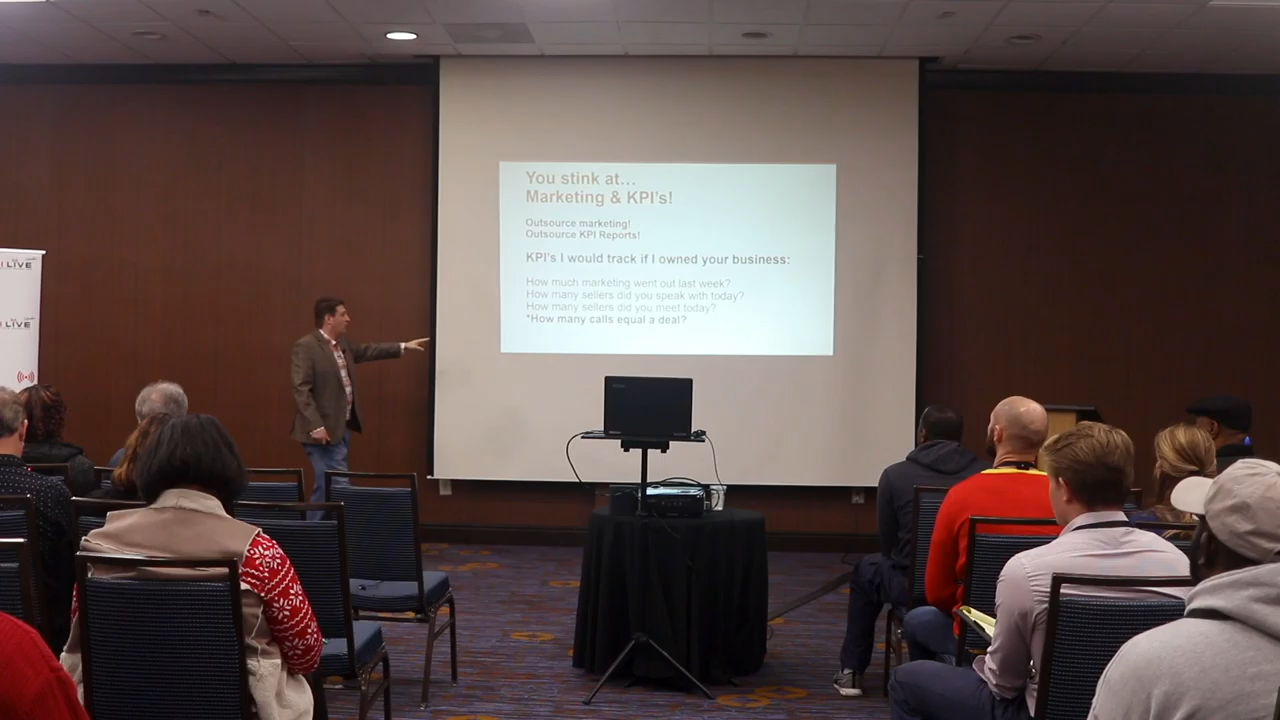 You stink at...
Marketing & KPI's!
Outsource marketing!
Outsource KPI Reports!
KPI's I would track if I owned your business:
How much marketing went out last week?
How many sellers did you speak with today?
How many sellers did you meet today?
*How many calls equal a deal?
LIVE
LIVE